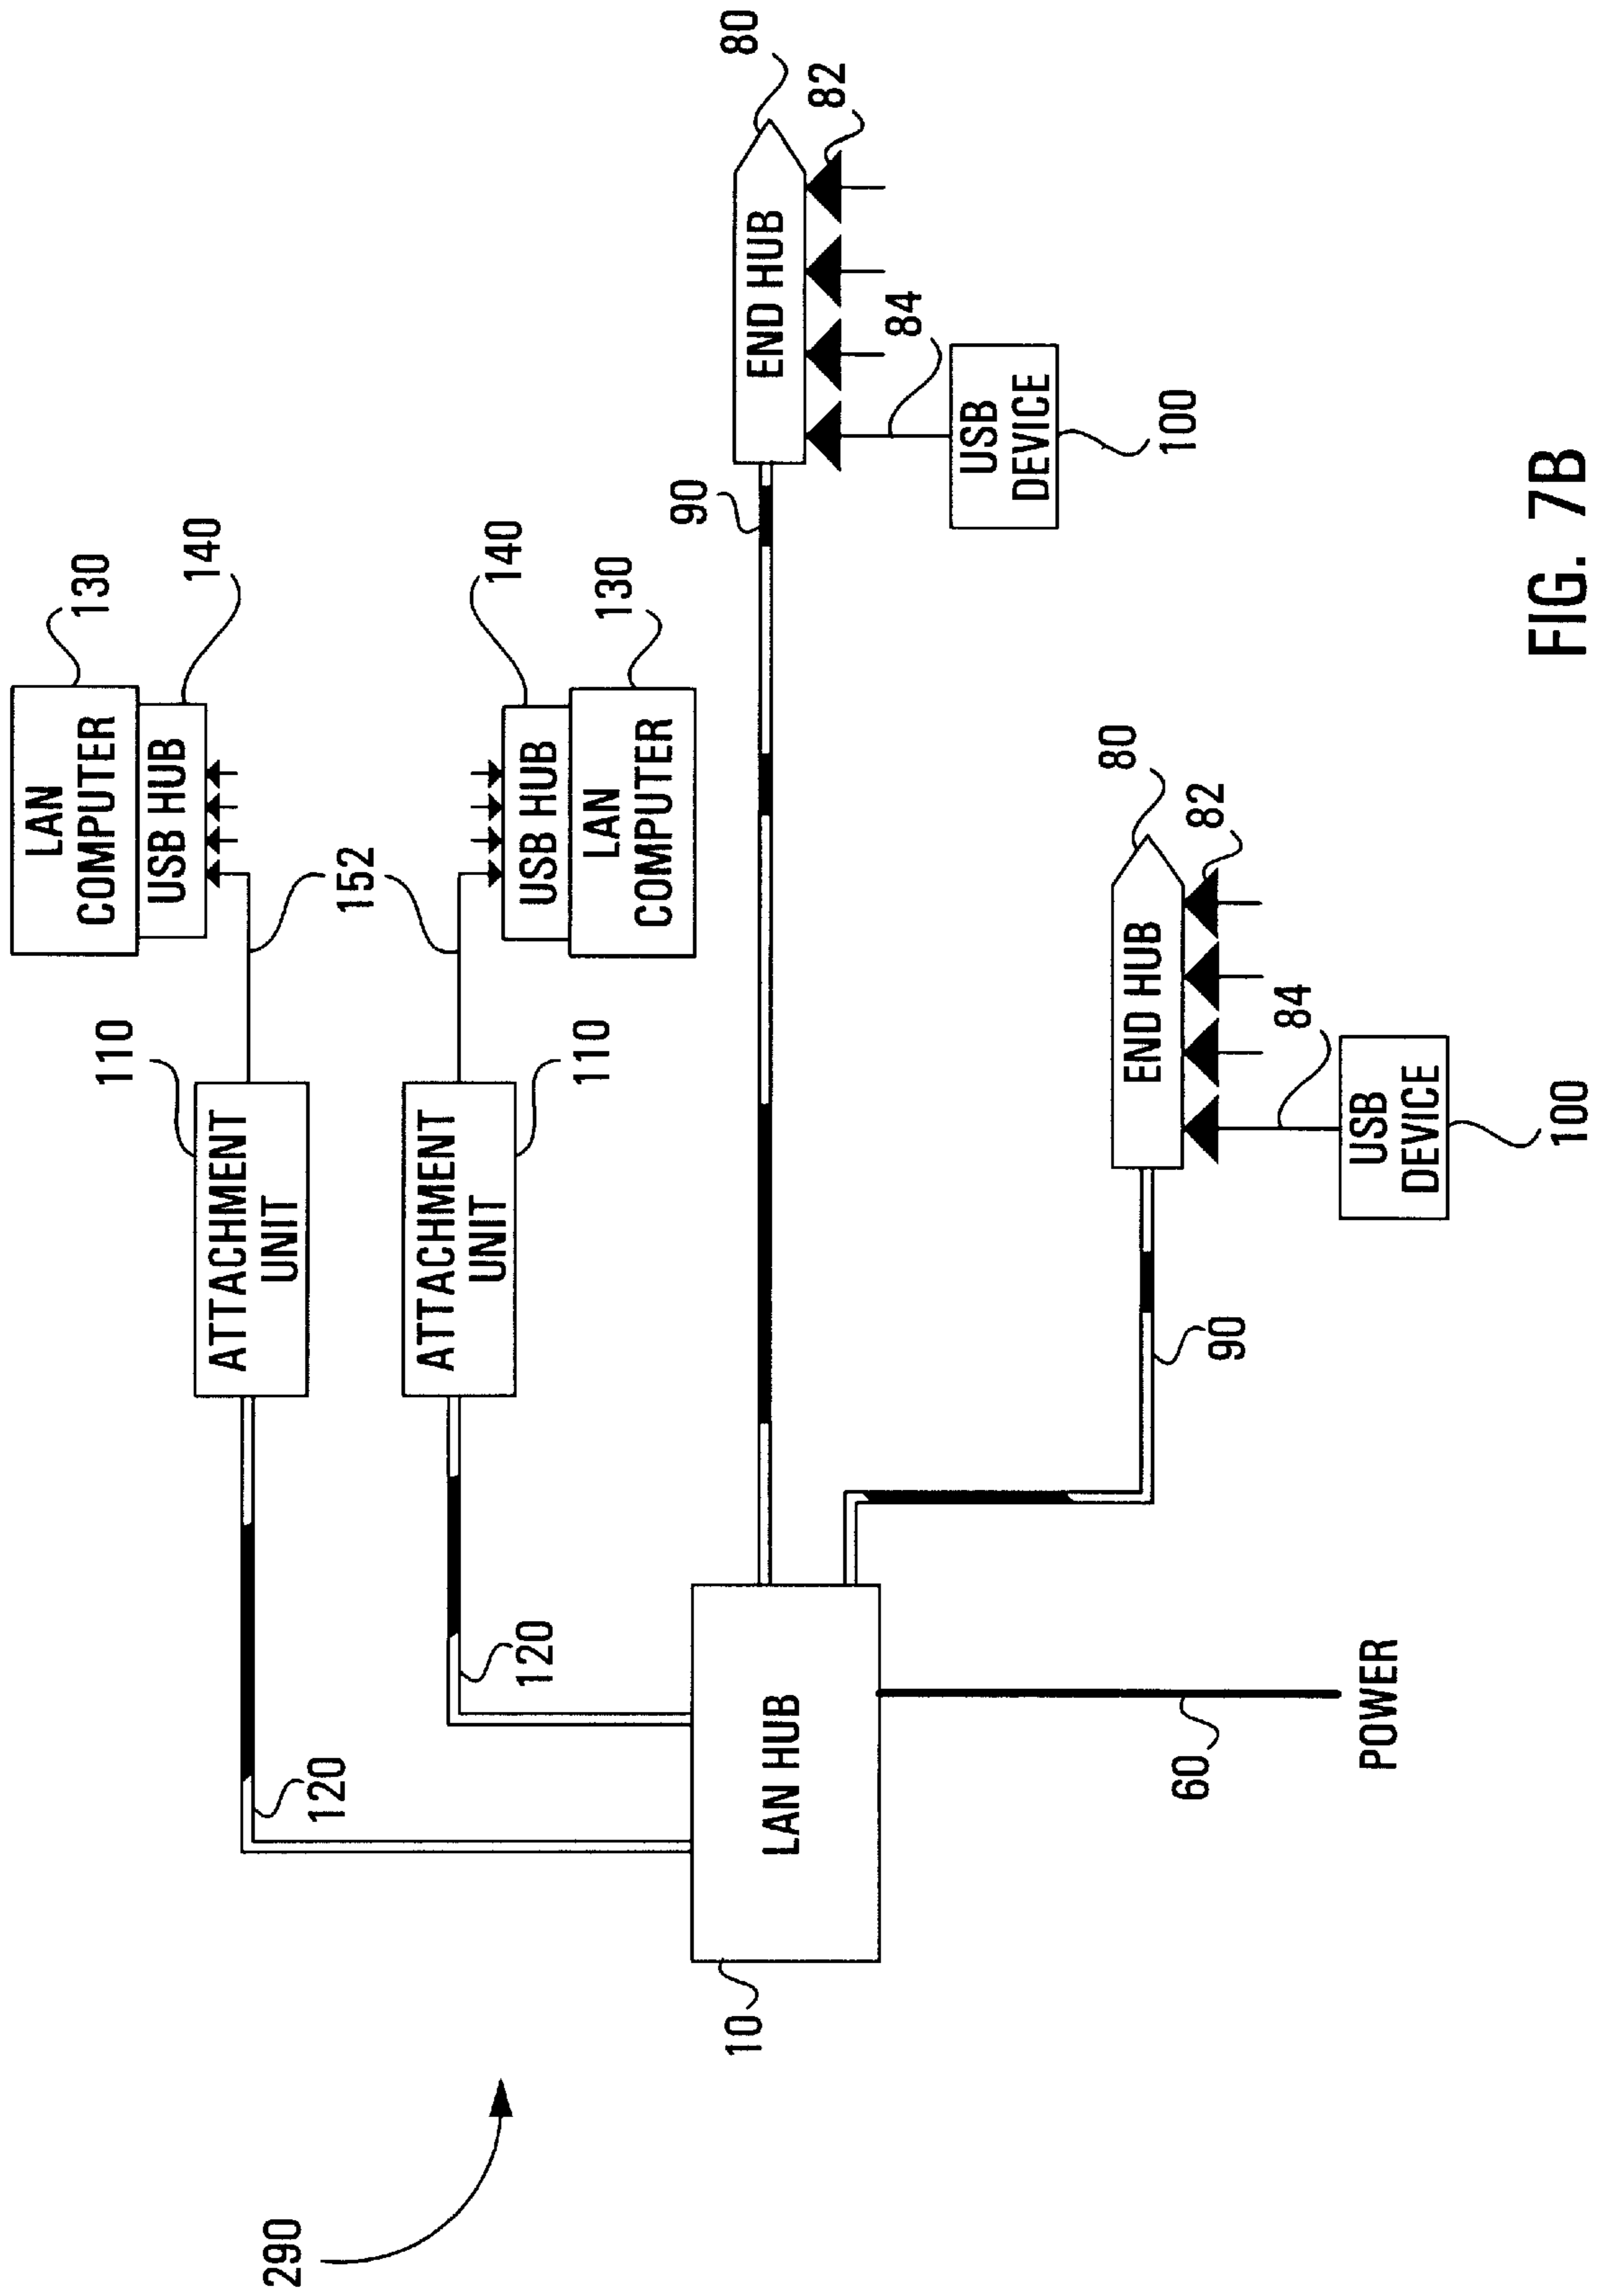 290
10
LAN HUB
60
POWER
120
120
ATTACHMENT
UNIT
110
ATTACHMENT
UNIT
110
152
LAN
COMPUTER
130
USB HUB
140
USB HUB
140
LAN
COMPUTER
130
90
END HUB
80
82
84
USB
DEVICE
100
90
END HUB
80
82
84
USB
DEVICE
100
FIG. 7B